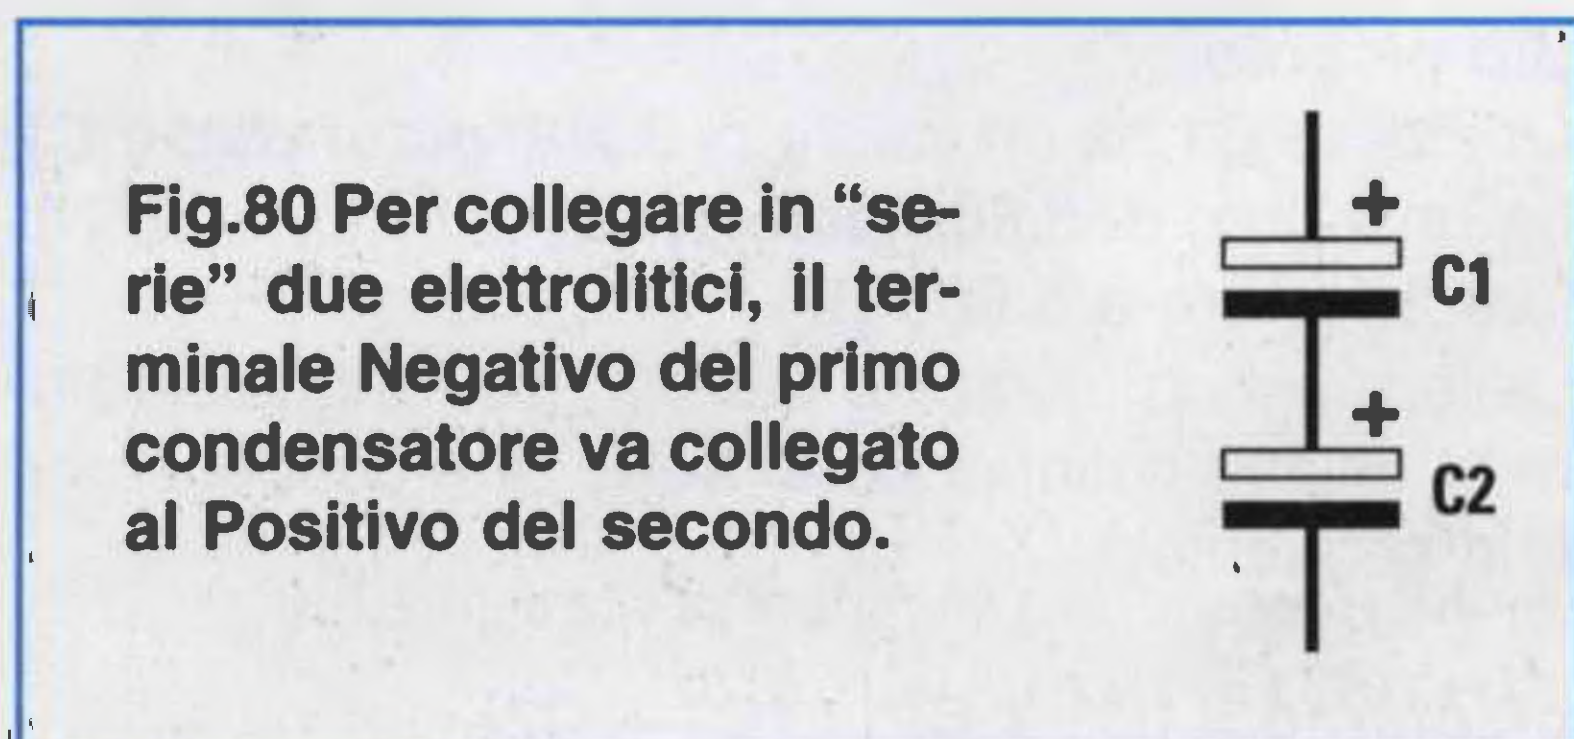 Fig.80 Per collegare in “se-
rie” due elettrolitici, il ter-
minale Negativo del primo
condensatore va collegato
al Positivo del secondo.
+
C1
+
C2